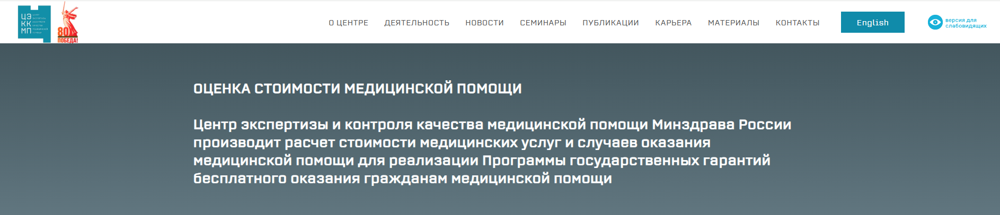 ЦЭ
КК
МП
80
ПОБЕДА!
О ЦЕНТРЕ
ДЕЯТЕЛЬНОСТЬ
НОВОСТИ
СЕМИНАРЫ
ПУБЛИКАЦИИ
КАРЬЕРА
МАТЕРИАЛЫ
КОНТАКТЫ
English
версия для
слабовидящих
ОЦЕНКА СТОИМОСТИ МЕДИЦИНСКОЙ ПОМОЩИ
Центр экспертизы и контроля качества медицинской помощи Минздрава России
производит расчет стоимости медицинских услуг и случаев оказания
медицинской помощи для реализации Программы государственных гарантий
бесплатного оказания гражданам медицинской помощи